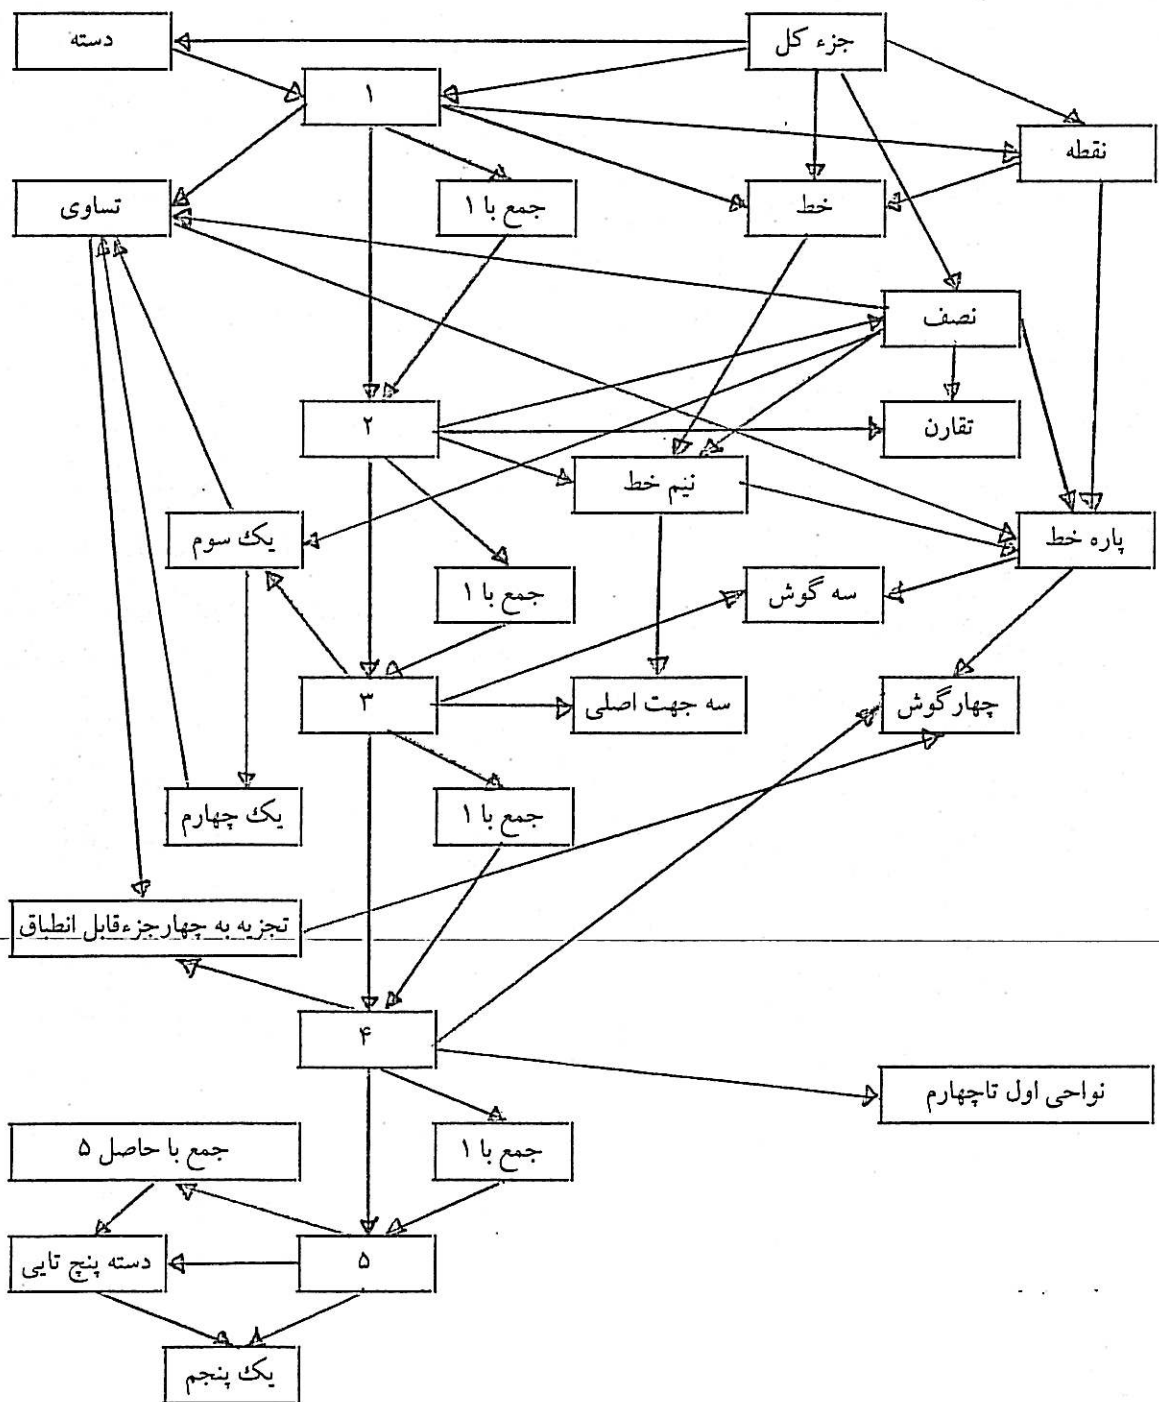 جزء کل
دسته
۱
نقطه
خط
جمع با ۱
تساوی
نصف
تقارن
۲
نیم خط
پاره خط
یک سوم
سه گوش
جمع با ۱
چهارگوش
سه جهت اصلی
۳
جمع با ۱
یک چهارم
تجزیه به چهارجزءقابل انطباق
۴
نواحی اول تاچهارم
جمع با ۱
جمع با حاصل ۵
۵
دسته پنچ تایی
یک پنجم